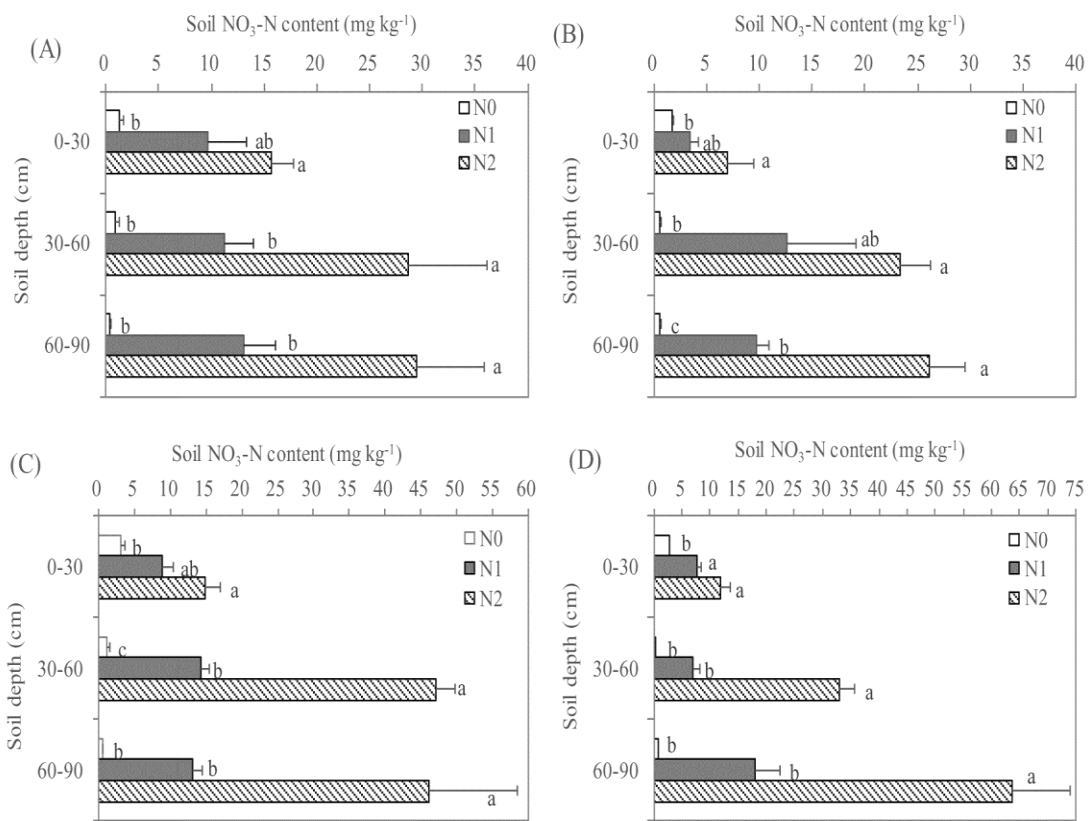 (A)
Soil NO₃-N content (mg kg⁻¹)
0 5 10 15 20 25 30 35 40
Soil depth (cm)
0-30
30-60
60-90
N0
N1
N2
b
ab
a
b
b
a
b
b
a
(B)
Soil NO₃-N content (mg kg⁻¹)
0 5 10 15 20 25 30 35 40
Soil depth (cm)
0-30
30-60
60-90
N0
N1
N2
b
ab
a
b
ab
a
c
b
a
(C)
Soil NO₃-N content (mg kg⁻¹)
0 5 10 15 20 25 30 35 40 45 50 55 60
Soil depth (cm)
0-30
30-60
60-90
N0
N1
N2
b
ab
a
c
b
a
b
b
a
(D)
Soil NO₃-N content (mg kg⁻¹)
0 5 10 15 20 25 30 35 40 45 50 55 60 65 70 75
Soil depth (cm)
0-30
30-60
60-90
N0
N1
N2
b
a
a
b
b
a
b
b
a